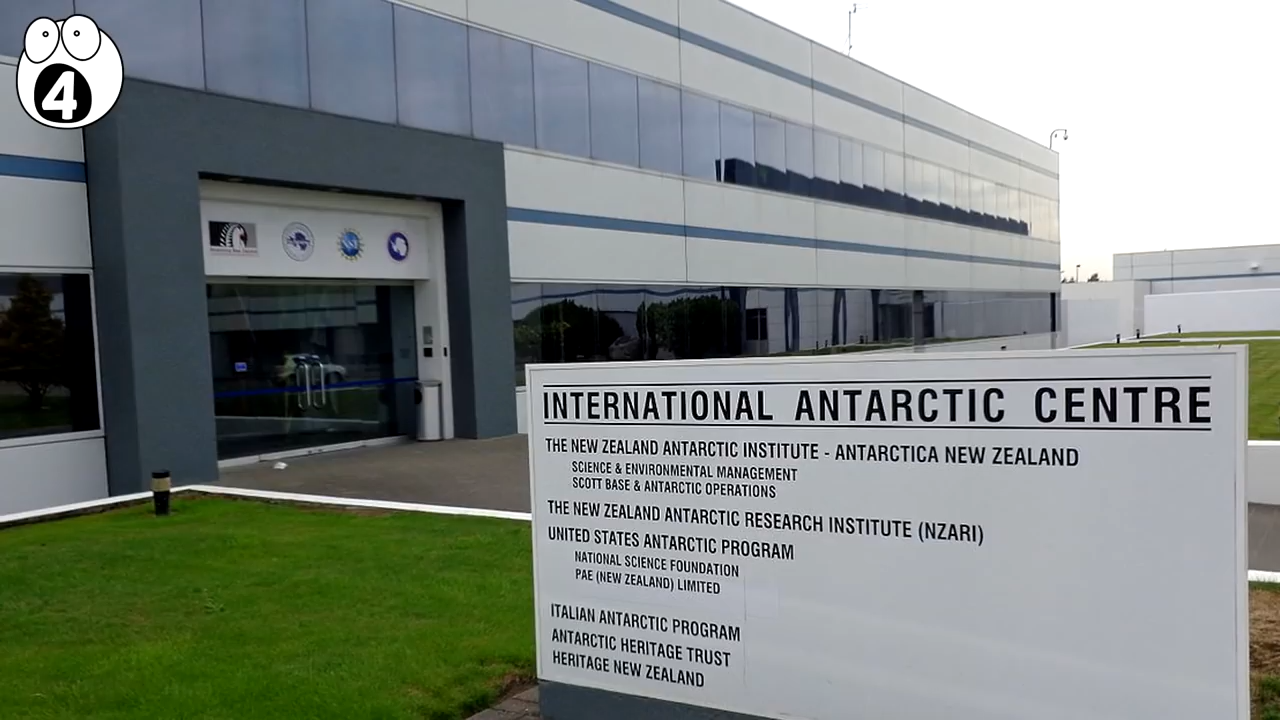 4
INTERNATIONAL ANTARCTIC CENTRE
THE NEW ZEALAND ANTARCTIC INSTITUTE - ANTARCTICA NEW ZEALAND
SCIENCE & ENVIRONMENTAL MANAGEMENT
SCOTT BASE & ANTARCTIC OPERATIONS
THE NEW ZEALAND ANTARCTIC RESEARCH INSTITUTE (NZARI)
UNITED STATES ANTARCTIC PROGRAM
NATIONAL SCIENCE FOUNDATION
PAE (NEW ZEALAND) LIMITED
ITALIAN ANTARCTIC PROGRAM
ANTARCTIC HERITAGE TRUST
HERITAGE NEW ZEALAND